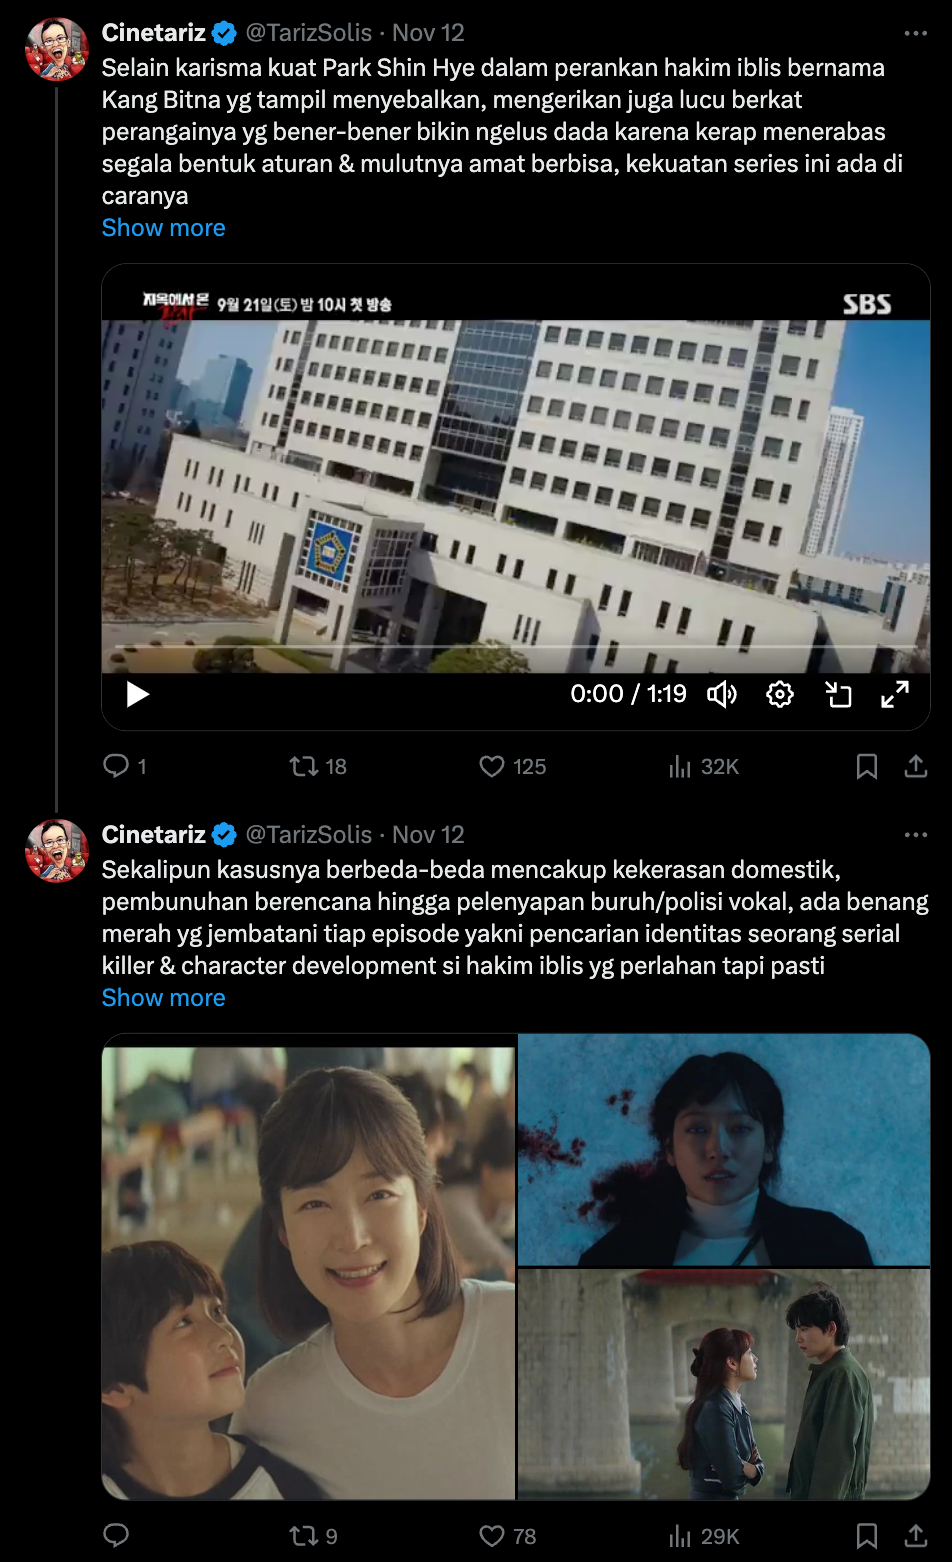 Cinetariz @TarizSolis · Nov 12
Selain karisma kuat Park Shin Hye dalam perankan hakim iblis bernama
Kang Bitna yg tampil menyebalkan, mengerikan juga lucu berkat
perangainya yg bener-bener bikin ngelus dada karena kerap menerabas
segala bentuk aturan & mulutnya amat berbisa, kekuatan series ini ada di
caranya
Show more
지옥에서 온
판사
9월 21일(토) 밤 10시 첫 방송
SBS
0:00 / 1:19
1 18 125 32K
Cinetariz @TarizSolis · Nov 12
Sekalipun kasusnya berbeda-beda mencakup kekerasan domestik,
pembunuhan berencana hingga pelenyapan buruh/polisi vokal, ada benang
merah yg jembatani tiap episode yakni pencarian identitas seorang serial
killer & character development si hakim iblis yg perlahan tapi pasti
Show more
9 78 29K